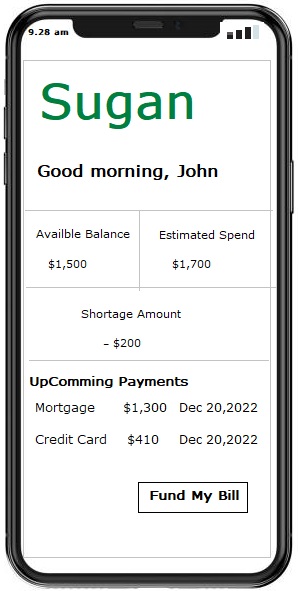 9.28 am
Sugan
Good morning, John
Availble Balance Estimated Spend
$1,500 $1,700
Shortage Amount
- $200
UpComming Payments
Mortgage $1,300 Dec 20,2022
Credit Card $410 Dec 20,2022
Fund My Bill